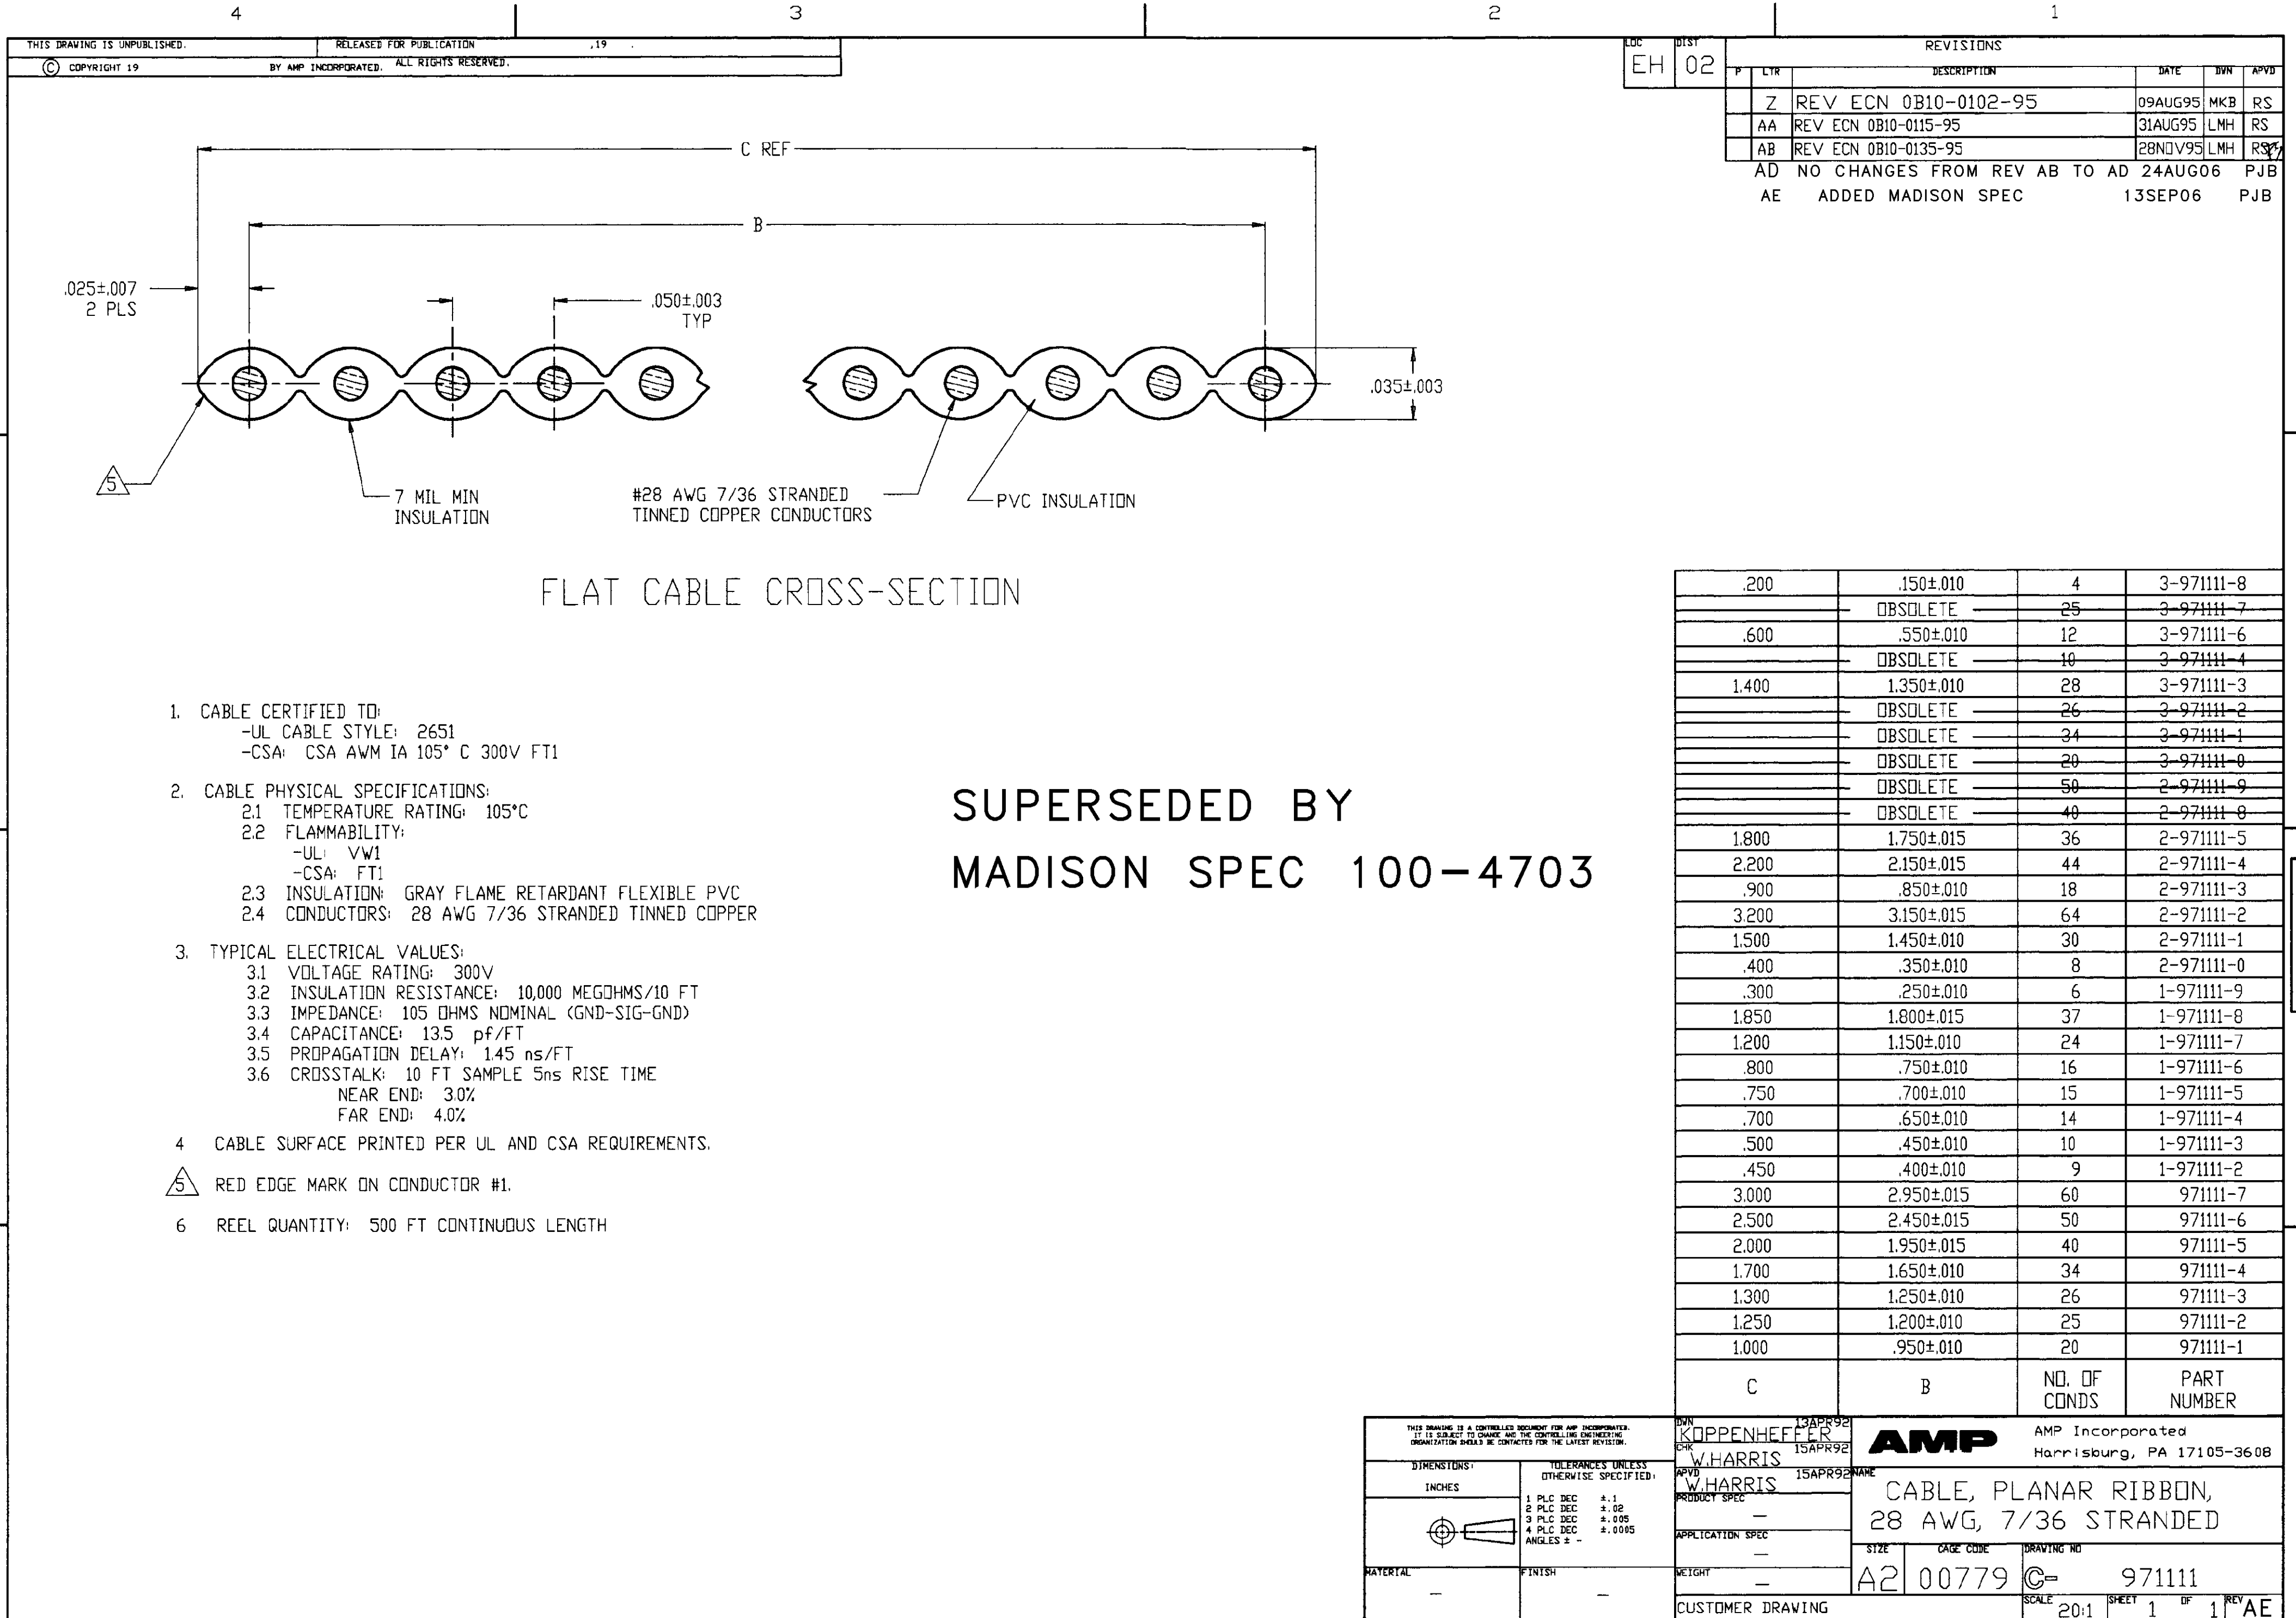 4 3 2 1
THIS DRAWING IS UNPUBLISHED. RELEASED FOR PUBLICATION ,19 .
© COPYRIGHT 19 BY AMP INCORPORATED. ALL RIGHTS RESERVED.
LOC DIST
EH 02
REVISIONS
P LTR DESCRIPTION DATE DWN APVD
Z REV ECN 0B10-0102-95 09AUG95 MKB RS
AA REV ECN 0B10-0115-95 31AUG95 LMH RS
AB REV ECN 0B10-0135-95 28NOV95 LMH RS
AD NO CHANGES FROM REV AB TO AD 24AUG06 PJB
AE ADDED MADISON SPEC 13SEP06 PJB
C REF
B
.025±.007
2 PLS
.050±.003
TYP
.035±.003
5
7 MIL MIN
INSULATION
#28 AWG 7/36 STRANDED
TINNED COPPER CONDUCTORS
PVC INSULATION
FLAT CABLE CROSS-SECTION
1. CABLE CERTIFIED TO:
-UL CABLE STYLE: 2651
-CSA: CSA AWM IA 105° C 300V FT1
2. CABLE PHYSICAL SPECIFICATIONS:
2.1 TEMPERATURE RATING: 105°C
2.2 FLAMMABILITY:
-UL: VW1
-CSA: FT1
2.3 INSULATION: GRAY FLAME RETARDANT FLEXIBLE PVC
2.4 CONDUCTORS: 28 AWG 7/36 STRANDED TINNED COPPER
3. TYPICAL ELECTRICAL VALUES:
3.1 VOLTAGE RATING: 300V
3.2 INSULATION RESISTANCE: 10,000 MEGOHMS/10 FT
3.3 IMPEDANCE: 105 OHMS NOMINAL (GND-SIG-GND)
3.4 CAPACITANCE: 13.5 pf/FT
3.5 PROPAGATION DELAY: 1.45 ns/FT
3.6 CROSSTALK: 10 FT SAMPLE 5ns RISE TIME
NEAR END: 3.0%
FAR END: 4.0%
4 CABLE SURFACE PRINTED PER UL AND CSA REQUIREMENTS.
5 RED EDGE MARK ON CONDUCTOR #1.
6 REEL QUANTITY: 500 FT CONTINUOUS LENGTH
SUPERSEDED BY
MADISON SPEC 100-4703
.200 .150±.010 4 3-971111-8
OBSOLETE 25 3-971111-7
.600 .550±.010 12 3-971111-6
OBSOLETE 10 3-971111-4
1.400 1.350±.010 28 3-971111-3
OBSOLETE 26 3-971111-2
OBSOLETE 34 3-971111-1
OBSOLETE 20 3-971111-0
OBSOLETE 50 2-971111-9
OBSOLETE 40 2-971111-8
1.800 1.750±.015 36 2-971111-5
2.200 2.150±.015 44 2-971111-4
.900 .850±.010 18 2-971111-3
3.200 3.150±.015 64 2-971111-2
1.500 1.450±.010 30 2-971111-1
.400 .350±.010 8 2-971111-0
.300 .250±.010 6 1-971111-9
1.850 1.800±.015 37 1-971111-8
1.200 1.150±.010 24 1-971111-7
.800 .750±.010 16 1-971111-6
.750 .700±.010 15 1-971111-5
.700 .650±.010 14 1-971111-4
.500 .450±.010 10 1-971111-3
.450 .400±.010 9 1-971111-2
3.000 2.950±.015 60 971111-7
2.500 2.450±.015 50 971111-6
2.000 1.950±.015 40 971111-5
1.700 1.650±.010 34 971111-4
1.300 1.250±.010 26 971111-3
1.250 1.200±.010 25 971111-2
1.000 .950±.010 20 971111-1
C B NO. OF CONDS PART NUMBER
THIS DRAWING IS A CONTROLLED DOCUMENT FOR AMP INCORPORATED.
IT IS SUBJECT TO CHANGE AND THE CONTROLLING ENGINEERING
ORGANIZATION SHOULD BE CONTACTED FOR THE LATEST REVISION.
DIMENSIONS:
INCHES
TOLERANCES UNLESS
OTHERWISE SPECIFIED:
1 PLC DEC ±.1
2 PLC DEC ±.02
3 PLC DEC ±.005
4 PLC DEC ±.0005
ANGLES ± -
MATERIAL
—
FINISH
—
DWN 13APR92
KOPPENHEFFER
CHK 15APR92
W.HARRIS
APVD 15APR92
W.HARRIS
PRODUCT SPEC
—
APPLICATION SPEC
—
WEIGHT
—
CUSTOMER DRAWING
AMP
AMP Incorporated
Harrisburg, PA 17105-3608
NAME
CABLE, PLANAR RIBBON,
28 AWG, 7/36 STRANDED
SIZE CAGE CODE DRAWING NO
A2 00779 C- 971111
SCALE 20:1 SHEET 1 OF 1 REV AE